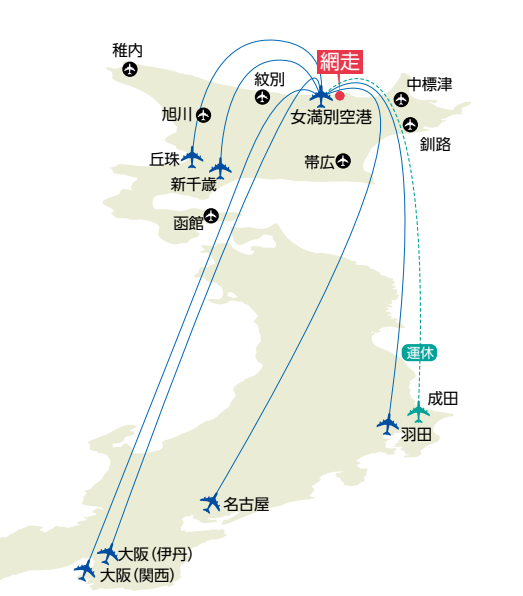 稚内
網走
紋別
中標津
旭川
女満別空港
釧路
丘珠
帯広
新千歳
函館
運休
成田
羽田
名古屋
大阪(伊丹)
大阪(関西)